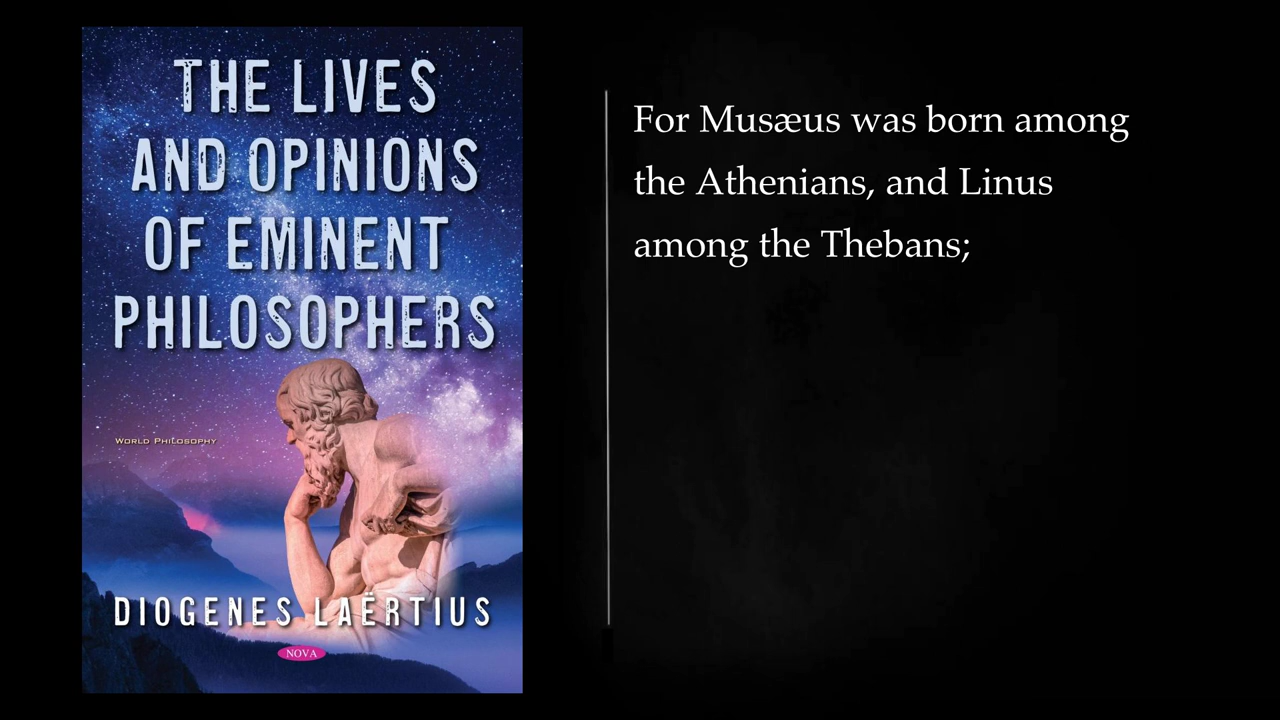 THE LIVES
AND OPINIONS
OF EMINENT
PHILOSOPHERS
WORLD PHILOSOPHY
DIOGENES LAËRTIUS
NOVA
For Musæus was born among
the Athenians, and Linus
among the Thebans;